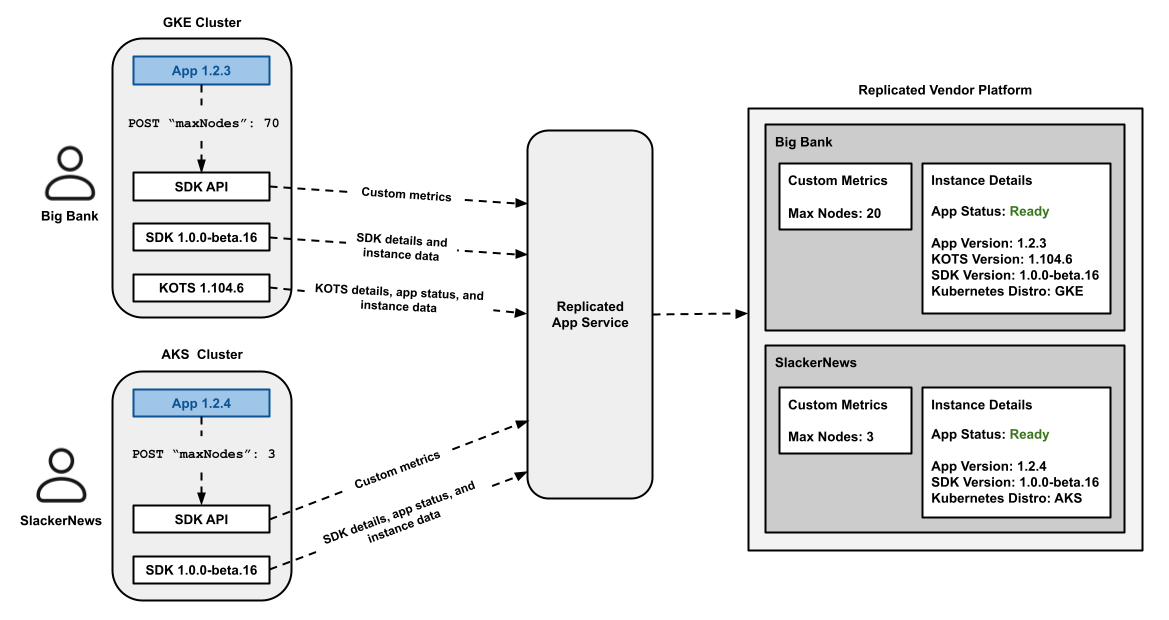 GKE Cluster
App 1.2.3
POST “maxNodes”: 70
SDK API
SDK 1.0.0-beta.16
KOTS 1.104.6
Big Bank
Custom metrics
SDK details and
instance data
KOTS details, app status, and
instance data
AKS Cluster
App 1.2.4
POST “maxNodes”: 3
SDK API
SDK 1.0.0-beta.16
SlackerNews
Custom metrics
SDK details, app status, and
instance data
Replicated
App Service
Replicated Vendor Platform
Big Bank
Custom Metrics
Max Nodes: 20
Instance Details
App Status: Ready
App Version: 1.2.3
KOTS Version: 1.104.6
SDK Version: 1.0.0-beta.16
Kubernetes Distro: GKE
SlackerNews
Custom Metrics
Max Nodes: 3
Instance Details
App Status: Ready
App Version: 1.2.4
SDK Version: 1.0.0-beta.16
Kubernetes Distro: AKS